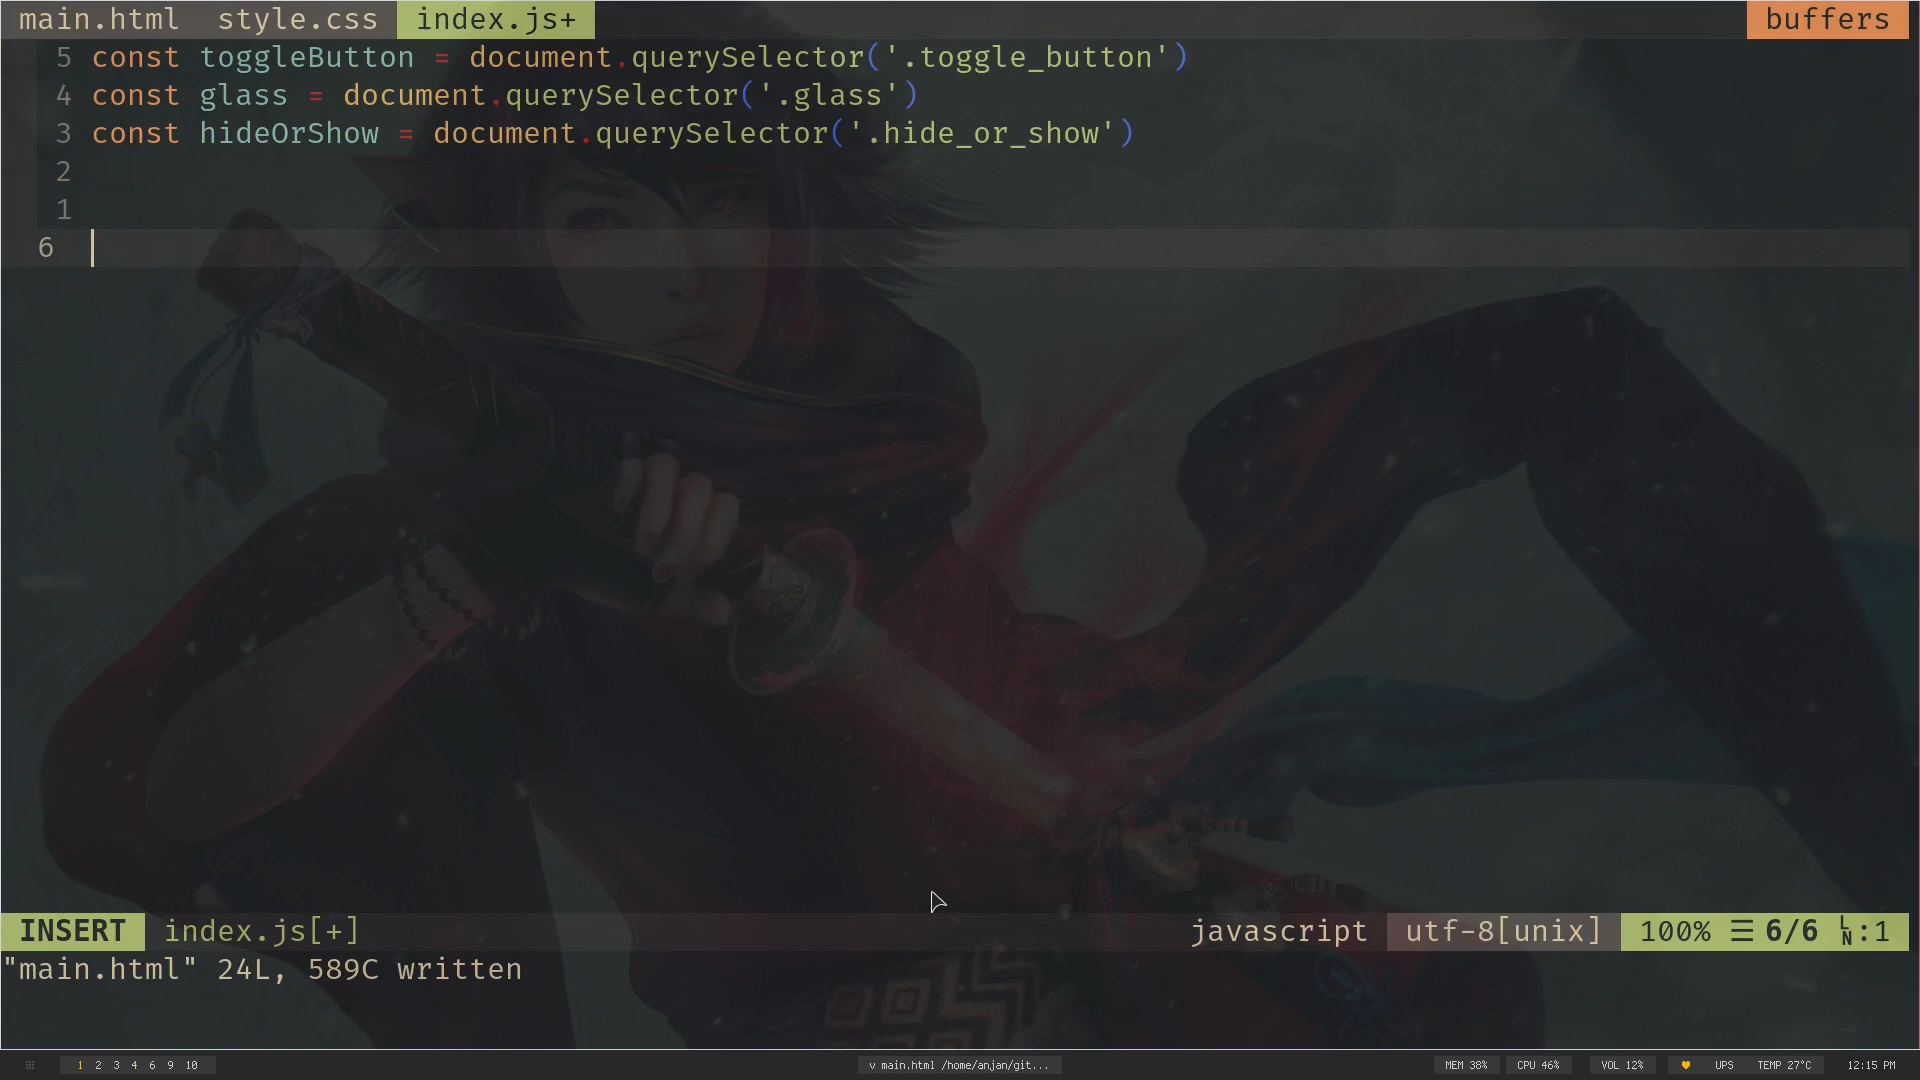 main.html style.css index.js+ buffers
5 const toggleButton = document.querySelector('.toggle_button')
4 const glass = document.querySelector('.glass')
3 const hideOrShow = document.querySelector('.hide_or_show')
2
1
6
INSERT index.js[+] javascript utf-8[unix] 100% ☰ 6/6 LN:1
"main.html" 24L, 589C written
1 2 3 4 6 9 10 v main.html /home/anjan/git... MEM 38% CPU 46% VOL 12% UPS TEMP 27°C 12:15 PM